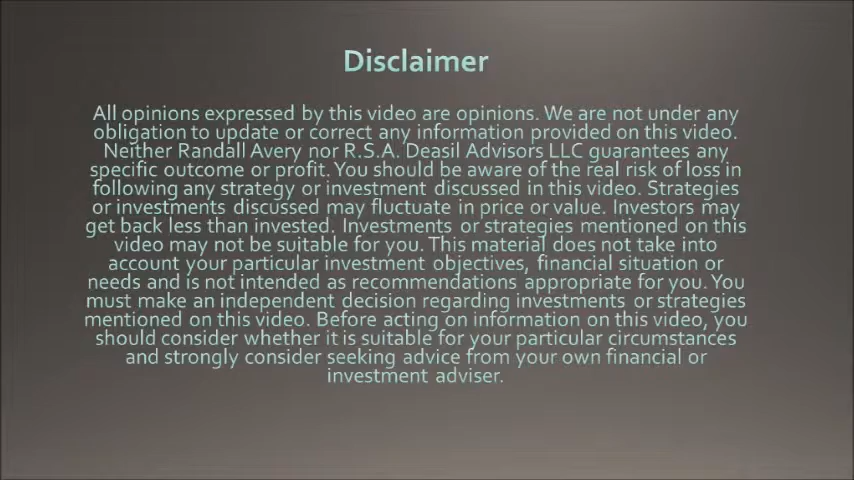 Disclaimer
All opinions expressed by this video are opinions. We are not under any
obligation to update or correct any information provided on this video.
Neither Randall Avery nor R.S.A. Deasil Advisors LLC guarantees any
specific outcome or profit. You should be aware of the real risk of loss in
following any strategy or investment discussed in this video. Strategies
or investments discussed may fluctuate in price or value. Investors may
get back less than invested. Investments or strategies mentioned on this
video may not be suitable for you. This material does not take into
account your particular investment objectives, financial situation or
needs and is not intended as recommendations appropriate for you. You
must make an independent decision regarding investments or strategies
mentioned on this video. Before acting on information on this video, you
should consider whether it is suitable for your particular circumstances
and strongly consider seeking advice from your own financial or
investment adviser.